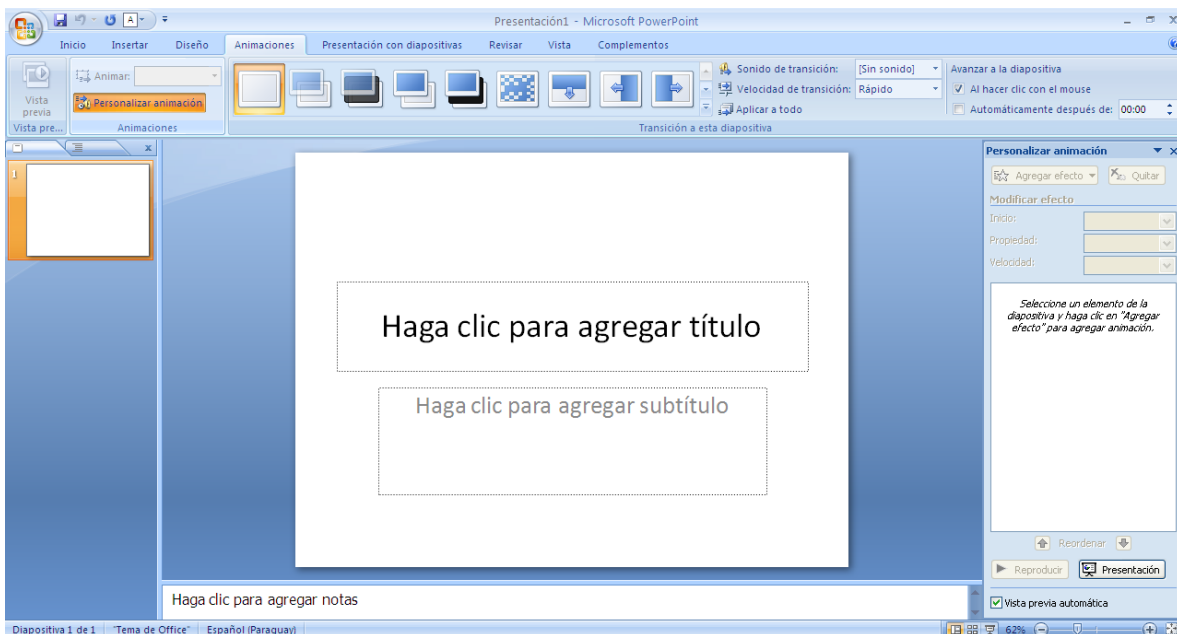 Presentación1 - Microsoft PowerPoint
Inicio Insertar Diseño Animaciones Presentación con diapositivas Revisar Vista Complementos
Vista previa
Animar:
Personalizar animación
Vista pre...
Animaciones
Sonido de transición: [Sin sonido]
Velocidad de transición: Rápido
Aplicar a todo
Transición a esta diapositiva
Avanzar a la diapositiva
Al hacer clic con el mouse
Automáticamente después de: 00:00
1
Haga clic para agregar título
Haga clic para agregar subtítulo
Haga clic para agregar notas
Personalizar animación
Agregar efecto Quitar
Modificar efecto
Inicio:
Propiedad:
Velocidad:
Seleccione un elemento de la
diapositiva y haga clic en "Agregar
efecto" para agregar animación.
Reordenar
Reproducir Presentación
Vista previa automática
Diapositiva 1 de 1 "Tema de Office" Español (Paraguay) 62%